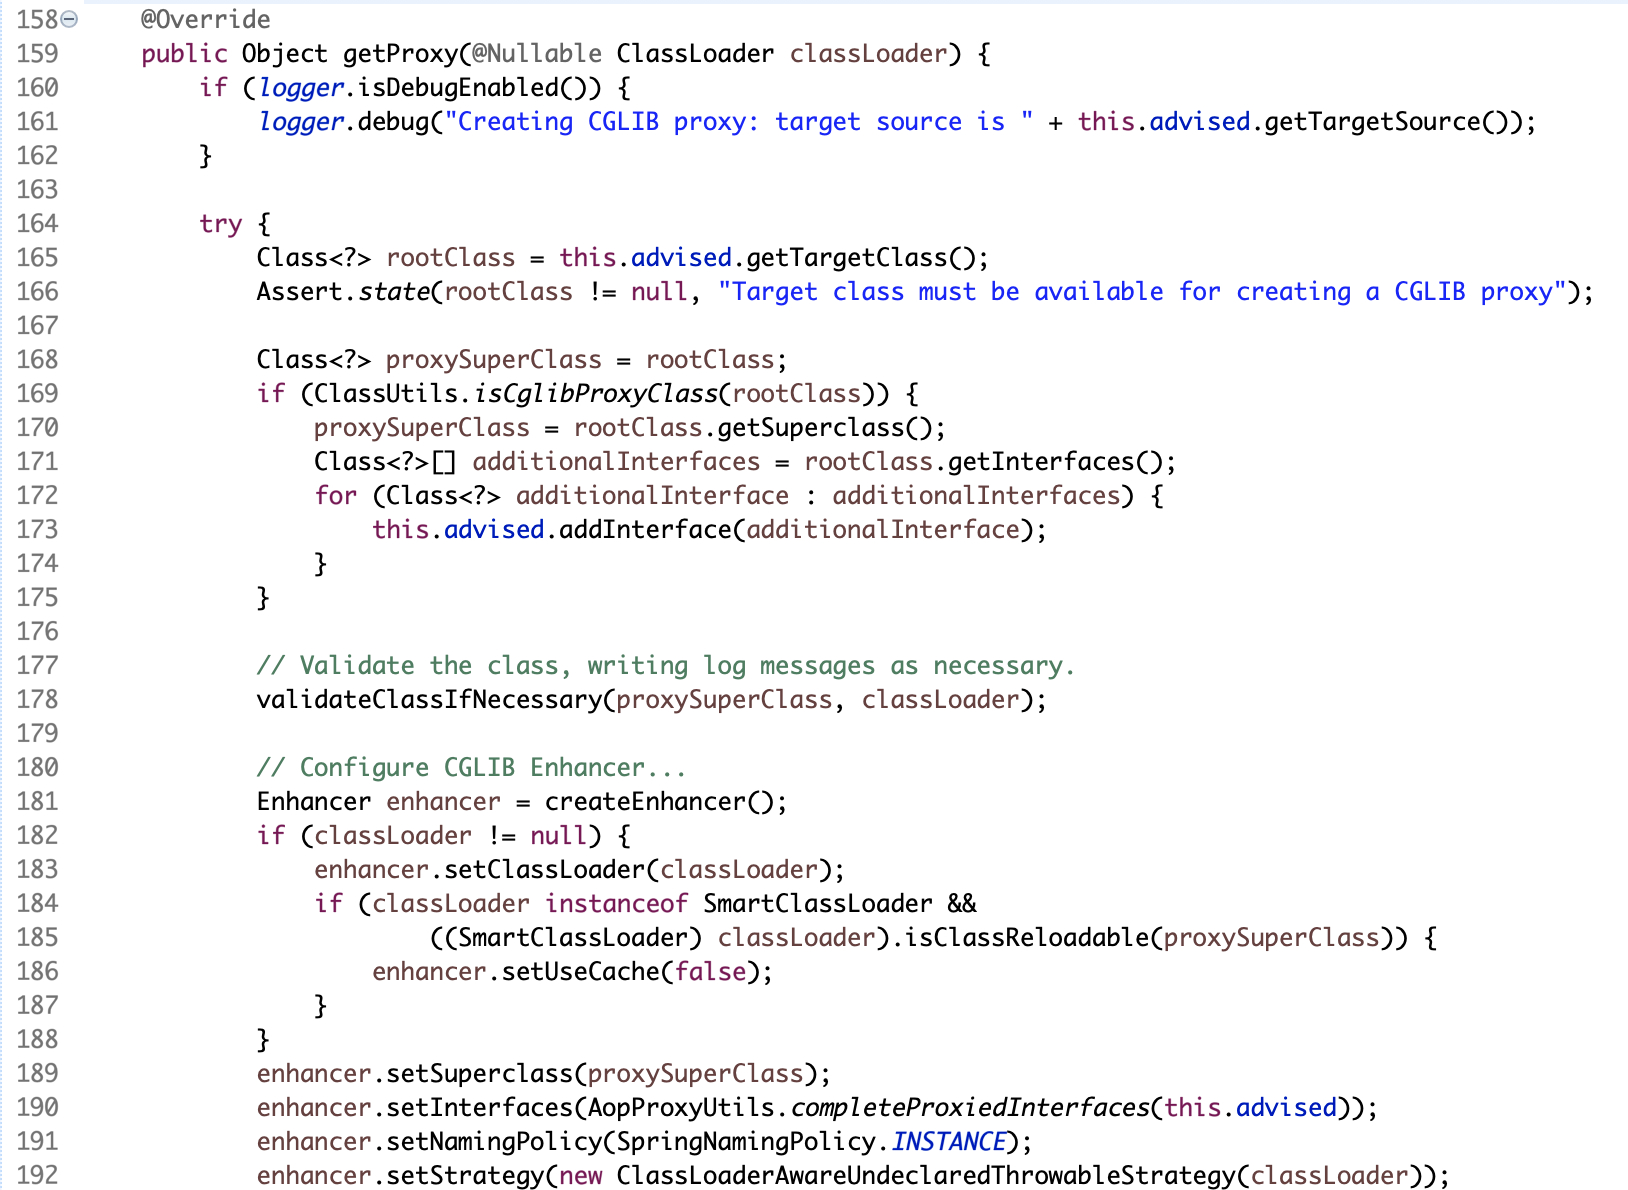 158 @Override
159 public Object getProxy(@Nullable ClassLoader classLoader) {
160 if (logger.isDebugEnabled()) {
161 logger.debug("Creating CGLIB proxy: target source is " + this.advised.getTargetSource());
162 }
163
164 try {
165 Class<?> rootClass = this.advised.getTargetClass();
166 Assert.state(rootClass != null, "Target class must be available for creating a CGLIB proxy");
167
168 Class<?> proxySuperClass = rootClass;
169 if (ClassUtils.isCglibProxyClass(rootClass)) {
170 proxySuperClass = rootClass.getSuperclass();
171 Class<?>[] additionalInterfaces = rootClass.getInterfaces();
172 for (Class<?> additionalInterface : additionalInterfaces) {
173 this.advised.addInterface(additionalInterface);
174 }
175 }
176
177 // Validate the class, writing log messages as necessary.
178 validateClassIfNecessary(proxySuperClass, classLoader);
179
180 // Configure CGLIB Enhancer...
181 Enhancer enhancer = createEnhancer();
182 if (classLoader != null) {
183 enhancer.setClassLoader(classLoader);
184 if (classLoader instanceof SmartClassLoader &&
185 ((SmartClassLoader) classLoader).isClassReloadable(proxySuperClass)) {
186 enhancer.setUseCache(false);
187 }
188 }
189 enhancer.setSuperclass(proxySuperClass);
190 enhancer.setInterfaces(AopProxyUtils.completeProxiedInterfaces(this.advised));
191 enhancer.setNamingPolicy(SpringNamingPolicy.INSTANCE);
192 enhancer.setStrategy(new ClassLoaderAwareUndeclaredThrowableStrategy(classLoader));